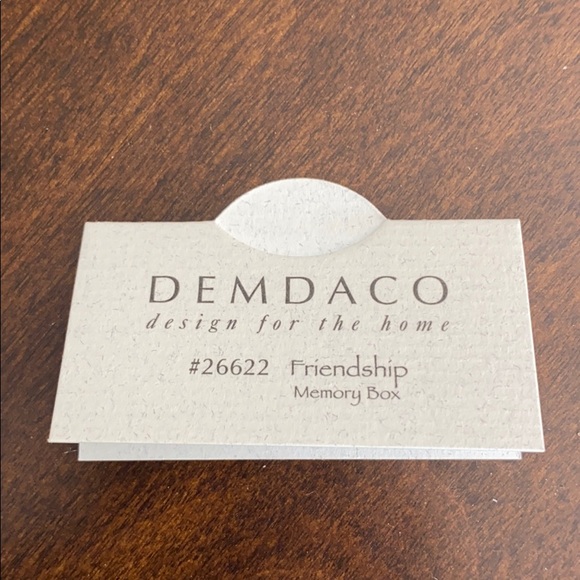 DEMDACO
design for the home
#26622 Friendship
Memory Box